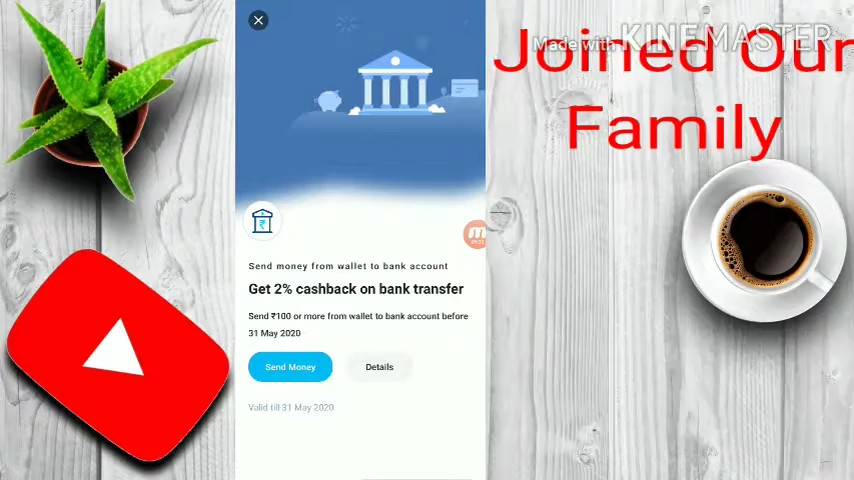 Joined Our
Made with KINEMASTER
Family
Send money from wallet to bank account
Get 2% cashback on bank transfer
Send ₹100 or more from wallet to bank account before
31 May 2020
Send Money
Details
Valid till 31 May 2020